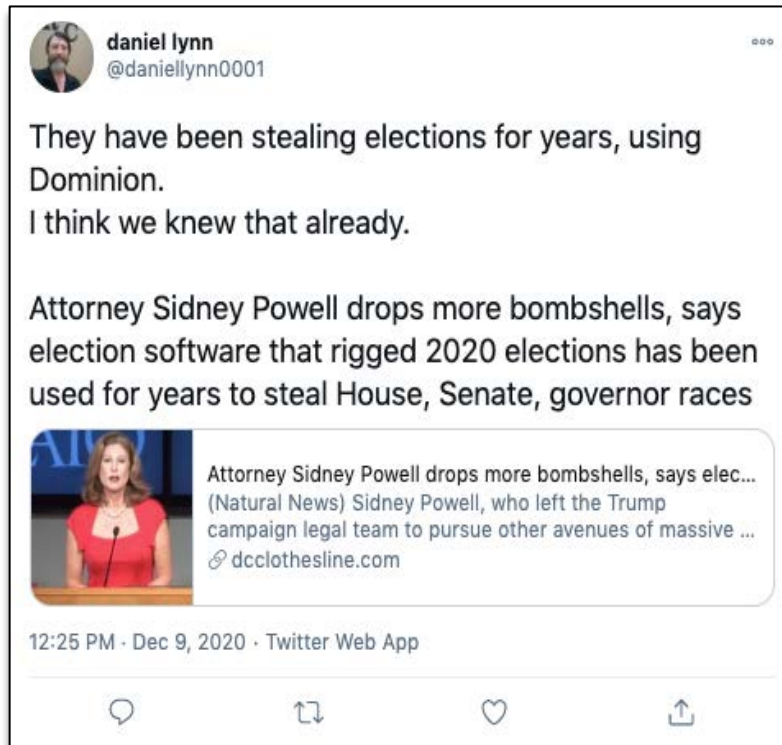 daniel lynn
@daniellynn0001
They have been stealing elections for years, using
Dominion.
I think we knew that already.
Attorney Sidney Powell drops more bombshells, says
election software that rigged 2020 elections has been
used for years to steal House, Senate, governor races
Attorney Sidney Powell drops more bombshells, says elec...
(Natural News) Sidney Powell, who left the Trump
campaign legal team to pursue other avenues of massive ...
dcclothesline.com
12:25 PM · Dec 9, 2020 · Twitter Web App